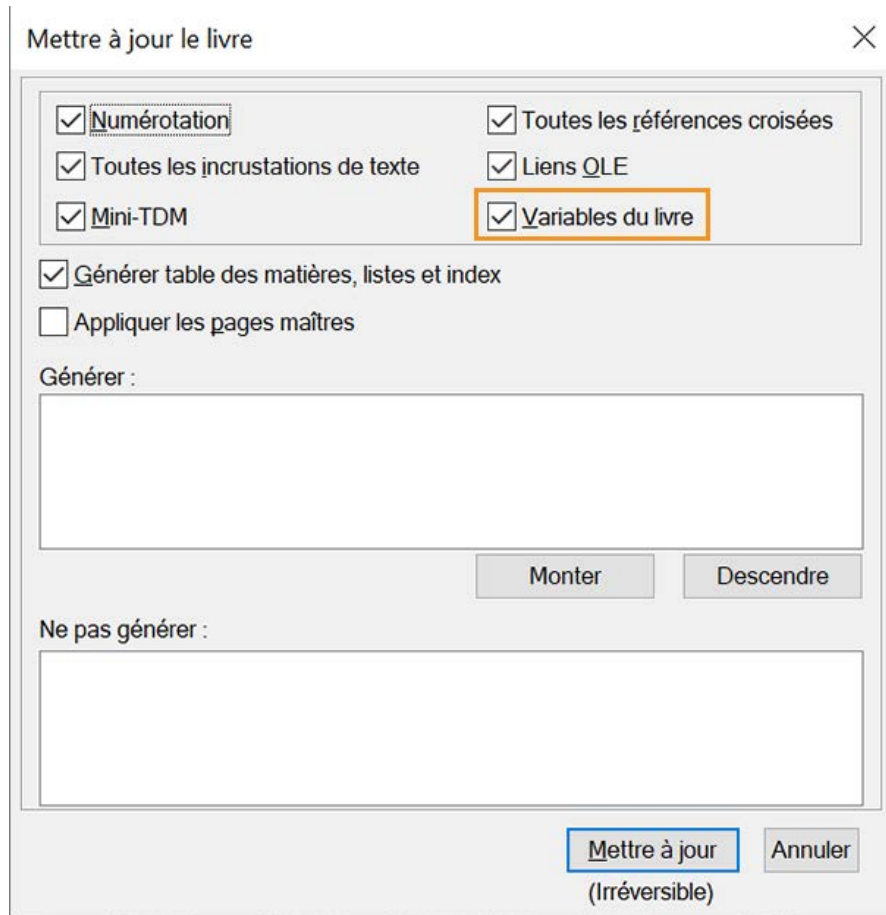 Mettre à jour le livre
Numérotation
Toutes les références croisées
Toutes les incrustations de texte
Liens OLE
Mini-TDM
Variables du livre
Générer table des matières, listes et index
Appliquer les pages maîtres
Générer :
Monter
Descendre
Ne pas générer :
Mettre à jour
Annuler
(Irréversible)